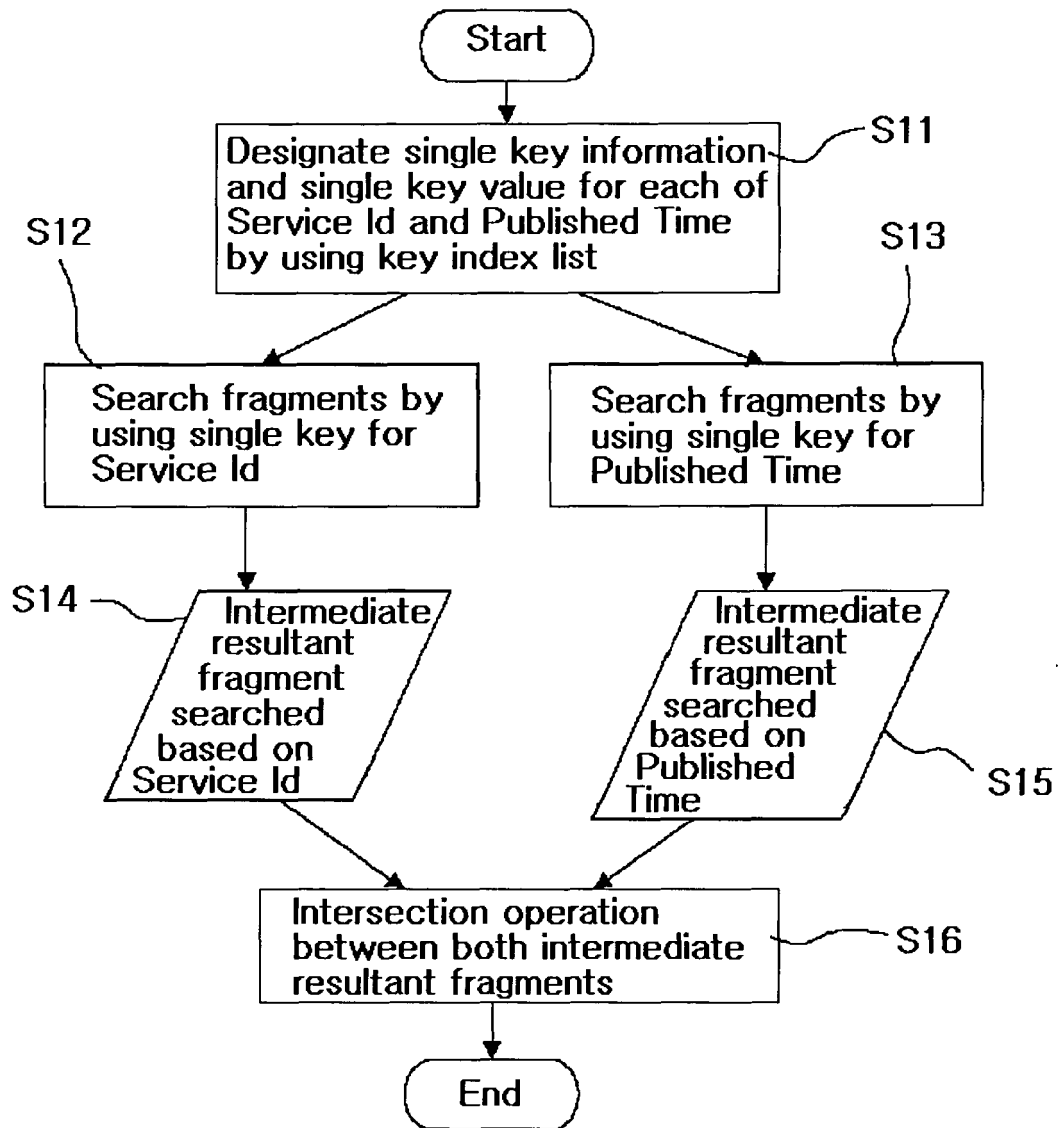 Start
S11
Designate single key information
and single key value for each of
Service Id and Published Time
by using key index list
S12
S13
Search fragments by
using single key for
Service Id
Search fragments by
using single key for
Published Time
S14
Intermediate
resultant
fragment
searched
based on
Service Id
Intermediate
resultant
fragment
searched
based on
Published
Time
S15
Intersection operation
between both intermediate
resultant fragments
S16
End